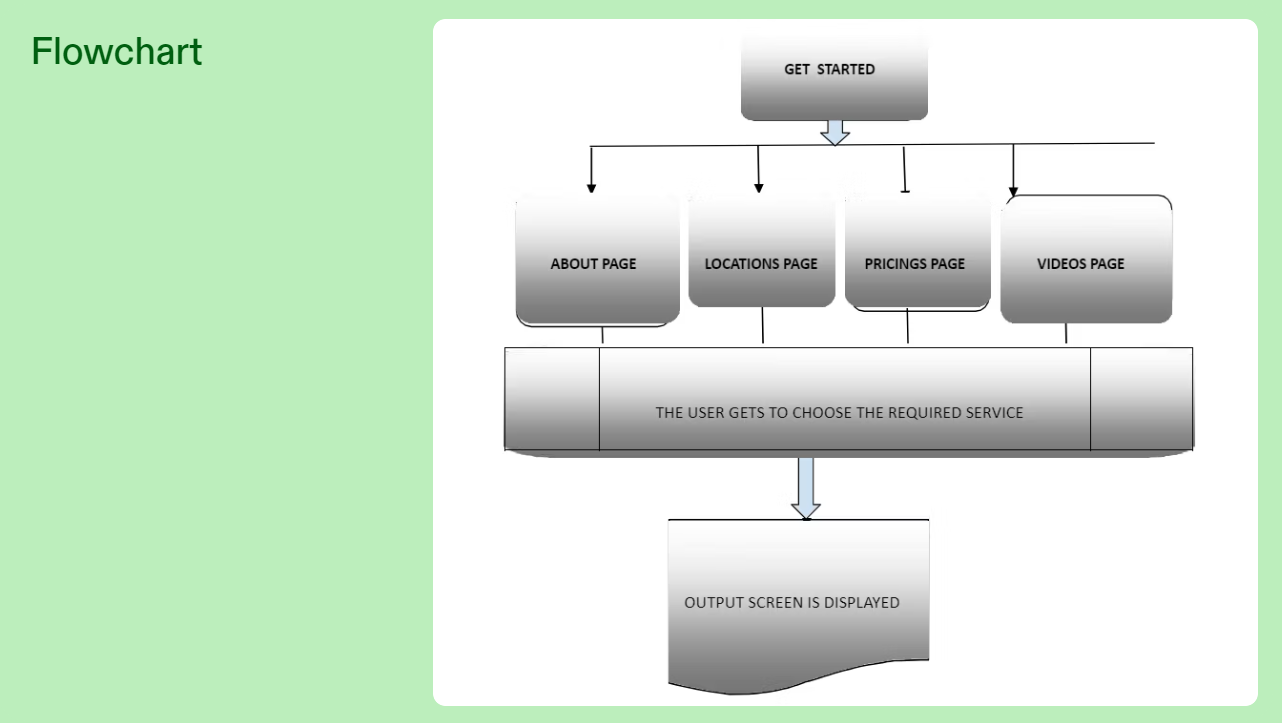 Flowchart
GET STARTED
ABOUT PAGE
LOCATIONS PAGE
PRICINGS PAGE
VIDEOS PAGE
THE USER GETS TO CHOOSE THE REQUIRED SERVICE
OUTPUT SCREEN IS DISPLAYED